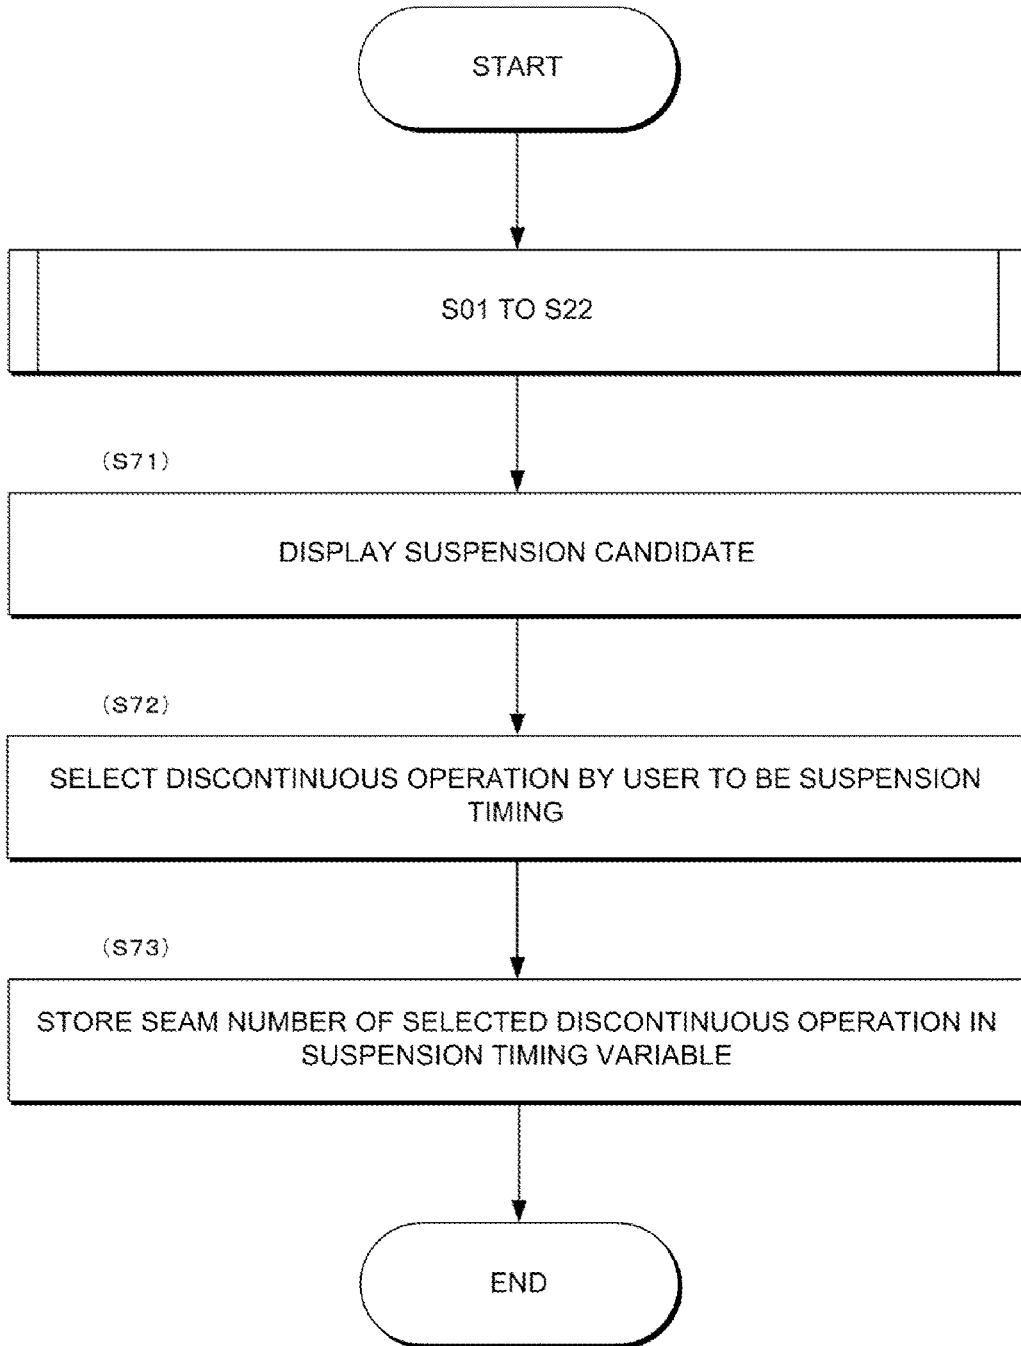 START
S01 TO S22
(S71)
DISPLAY SUSPENSION CANDIDATE
(S72)
SELECT DISCONTINUOUS OPERATION BY USER TO BE SUSPENSION
TIMING
(S73)
STORE SEAM NUMBER OF SELECTED DISCONTINUOUS OPERATION IN
SUSPENSION TIMING VARIABLE
END